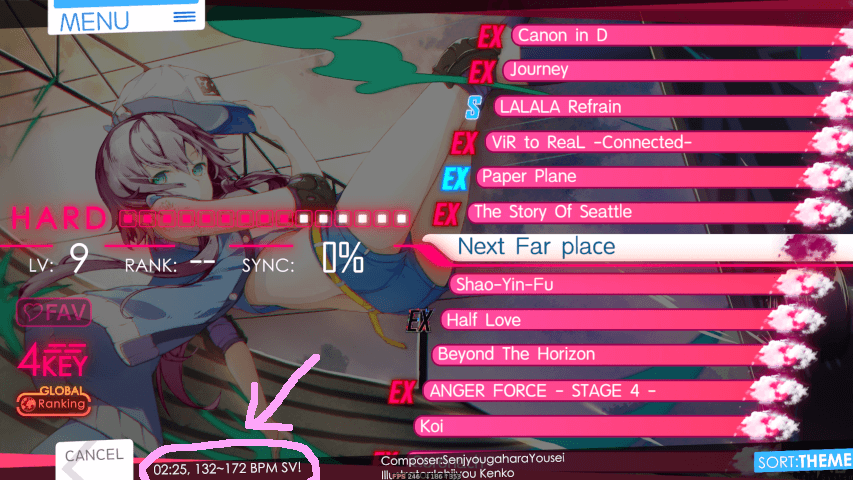 MENU
EX Canon in D
EX Journey
S LALALA Refrain
EX ViR to ReaL -Connected-
EX Paper Plane
EX The Story Of Seattle
HARD
Next Far place
LV: 9 RANK: -- SYNC: 0%
Shao-Yin-Fu
FAV
EX Half Love
4KEY
Beyond The Horizon
GLOBAL
Ranking
EX ANGER FORCE - STAGE 4 -
Koi
CANCEL
02:25, 132~172 BPM SV!
Composer:SenjyougaharaYousei
Kenko
SORT:THEME